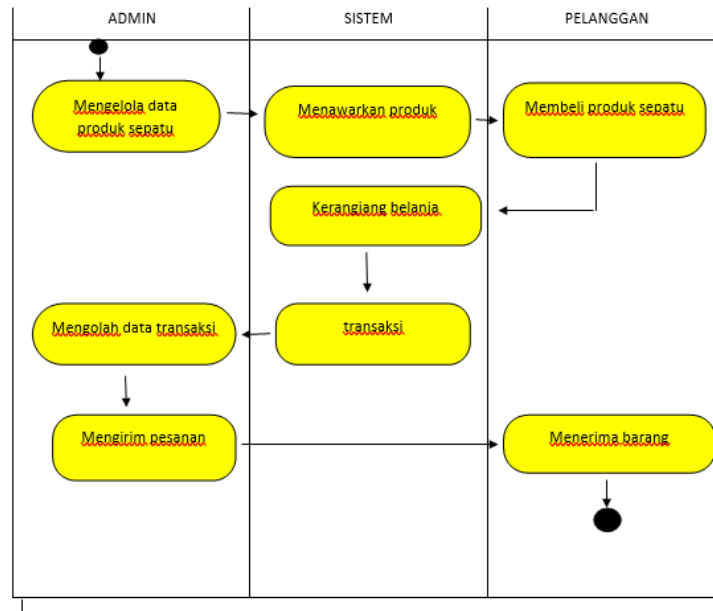 ADMIN
SISTEM
PELANGGAN
Mengelola data
produk sepatu
Menawarkan produk
Membeli produk sepatu
Kerangjang belanja
Mengolah data transaksi
transaksi
Mengirim pesanan
Menerima barang